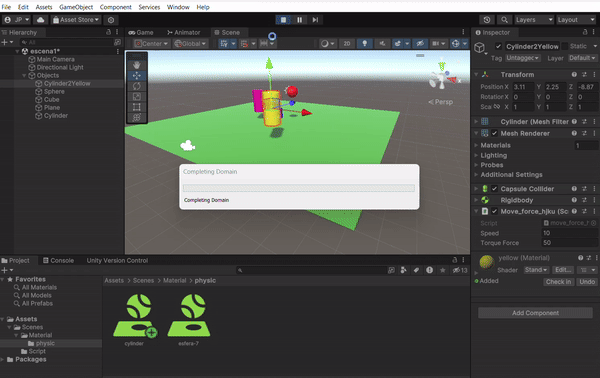 Assets GameObject Component Services Window Help
JP
Asset Store
Layers
Layout
Hierarchy
All
escena1*
Main Camera
Directional Light
Objects
Cylinder2Yellow
Sphere
Cube
Plane
Cylinder
Game
Animator
Scene
Center
Global
2D
Persp
Completing Domain
Completing Domain
Inspector
Cylinder2Yellow
Static
Tag Untagged
Layer Default
Transform
Position X 3.11 Y 2.25 Z -8.87
Rotation X 0 Y 0 Z 0
Scale X 1 Y 1 Z 1
Cylinder (Mesh Filter
Mesh Renderer
Materials 1
Lighting
Probes
Additional Settings
Capsule Collider
Rigidbody
Move_force_hjku (Sc
Script
Speed 10
Torque Force 50
yellow (Material)
Shader Stand Edit...
Added
Check in
Undo
Add Component
Project
Console
Unity Version Control
13
Favorites
All Materials
All Models
All Prefabs
Assets
Scenes
Material
physic
Script
Packages
Assets > Scenes > Material > physic
cylinder
esfera-7